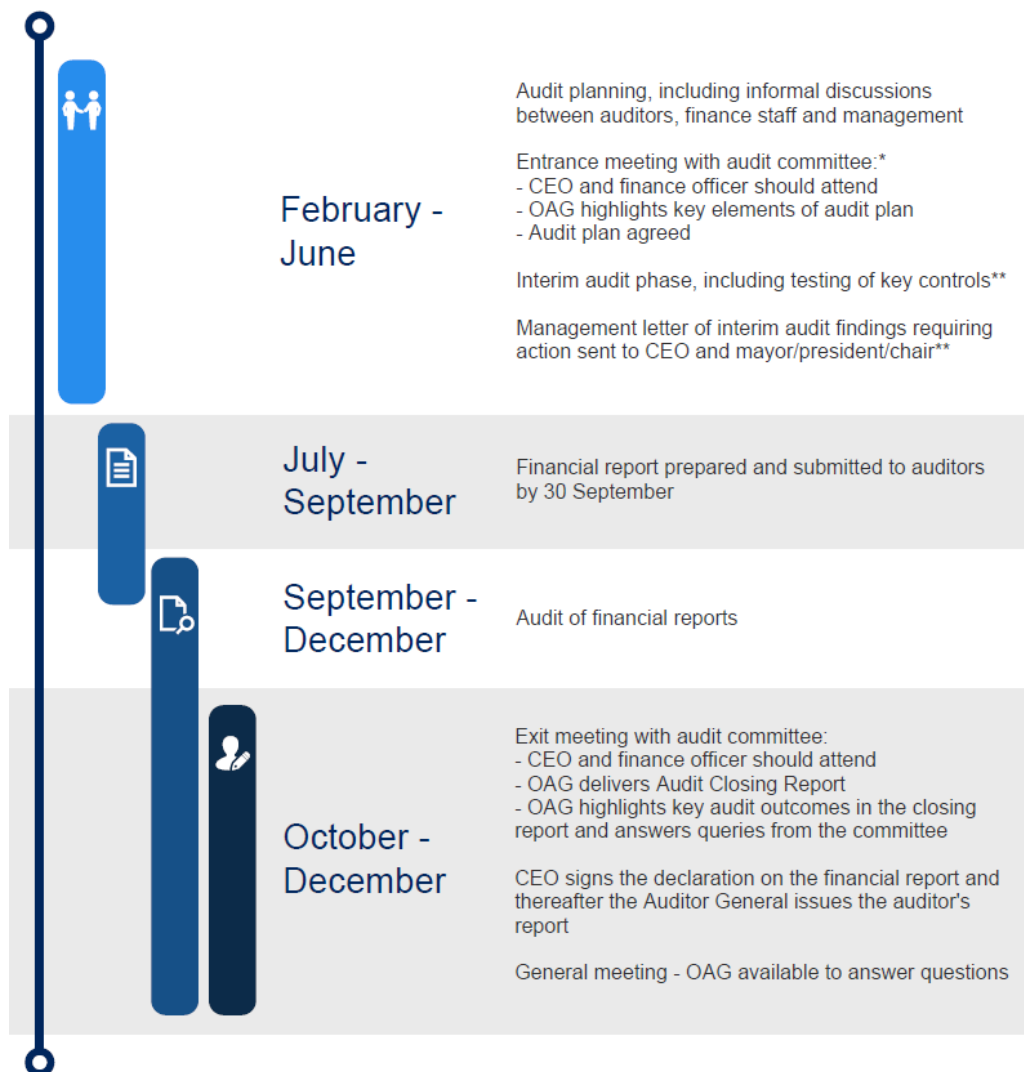 February -
June
Audit planning, including informal discussions
between auditors, finance staff and management
Entrance meeting with audit committee:*
- CEO and finance officer should attend
- OAG highlights key elements of audit plan
- Audit plan agreed
Interim audit phase, including testing of key controls**
Management letter of interim audit findings requiring
action sent to CEO and mayor/president/chair**
July -
September
Financial report prepared and submitted to auditors
by 30 September
September -
December
Audit of financial reports
October -
December
Exit meeting with audit committee:
- CEO and finance officer should attend
- OAG delivers Audit Closing Report
- OAG highlights key audit outcomes in the closing
report and answers queries from the committee
CEO signs the declaration on the financial report and
thereafter the Auditor General issues the auditor's
report
General meeting - OAG available to answer questions